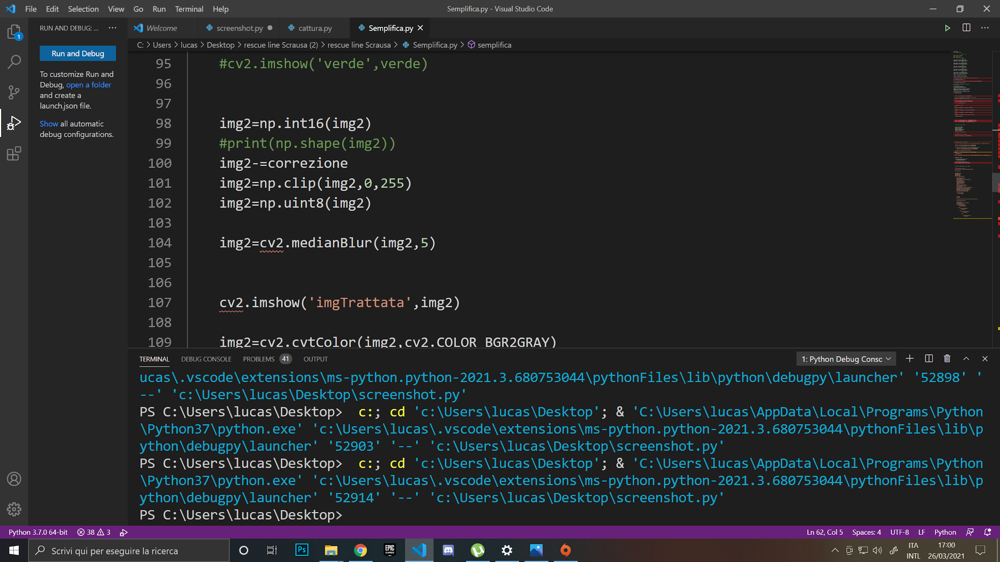 File Edit Selection View Go Run Terminal Help
Semplifica.py - Visual Studio Code
RUN AND DEBUG: ...
Welcome
screenshot.py
cattura.py
Semplifica.py
C: > Users > lucas > Desktop > rescue line Scrausa (2) > rescue line Scrausa > Semplifica.py > semplifica
1
Run and Debug
To customize Run and
Debug, open a folder
and create a
launch.json file.
Show all automatic
debug configurations.
95 #cv2.imshow('verde',verde)
96
97
98 img2=np.int16(img2)
99 #print(np.shape(img2))
100 img2-=correzione
101 img2=np.clip(img2,0,255)
102 img2=np.uint8(img2)
103
104 img2=cv2.medianBlur(img2,5)
105
106
107 cv2.imshow('imgTrattata',img2)
108
109 img2=cv2.cvtColor(img2,cv2.COLOR_BGR2GRAY)
TERMINAL DEBUG CONSOLE PROBLEMS 41 OUTPUT
1: Python Debug Consc
ucas\.vscode\extensions\ms-python.python-2021.3.680753044\pythonFiles\lib\python\debugpy\launcher' '52898' '
--' 'c:\Users\lucas\Desktop\screenshot.py'
PS C:\Users\lucas\Desktop>  c:; cd 'c:\Users\lucas\Desktop'; & 'C:\Users\lucas\AppData\Local\Programs\Python
\Python37\python.exe' 'c:\Users\lucas\.vscode\extensions\ms-python.python-2021.3.680753044\pythonFiles\lib\p
ython\debugpy\launcher' '52903' '--' 'c:\Users\lucas\Desktop\screenshot.py'
PS C:\Users\lucas\Desktop>  c:; cd 'c:\Users\lucas\Desktop'; & 'C:\Users\lucas\AppData\Local\Programs\Python
\Python37\python.exe' 'c:\Users\lucas\.vscode\extensions\ms-python.python-2021.3.680753044\pythonFiles\lib\p
ython\debugpy\launcher' '52914' '--' 'c:\Users\lucas\Desktop\screenshot.py'
PS C:\Users\lucas\Desktop>
Python 3.7.0 64-bit 38 3
Ln 62, Col 5 Spaces: 4 UTF-8 LF Python
Scrivi qui per eseguire la ricerca
Ps
EPIC
GAMES
ITA
INTL
17:00
26/03/2021